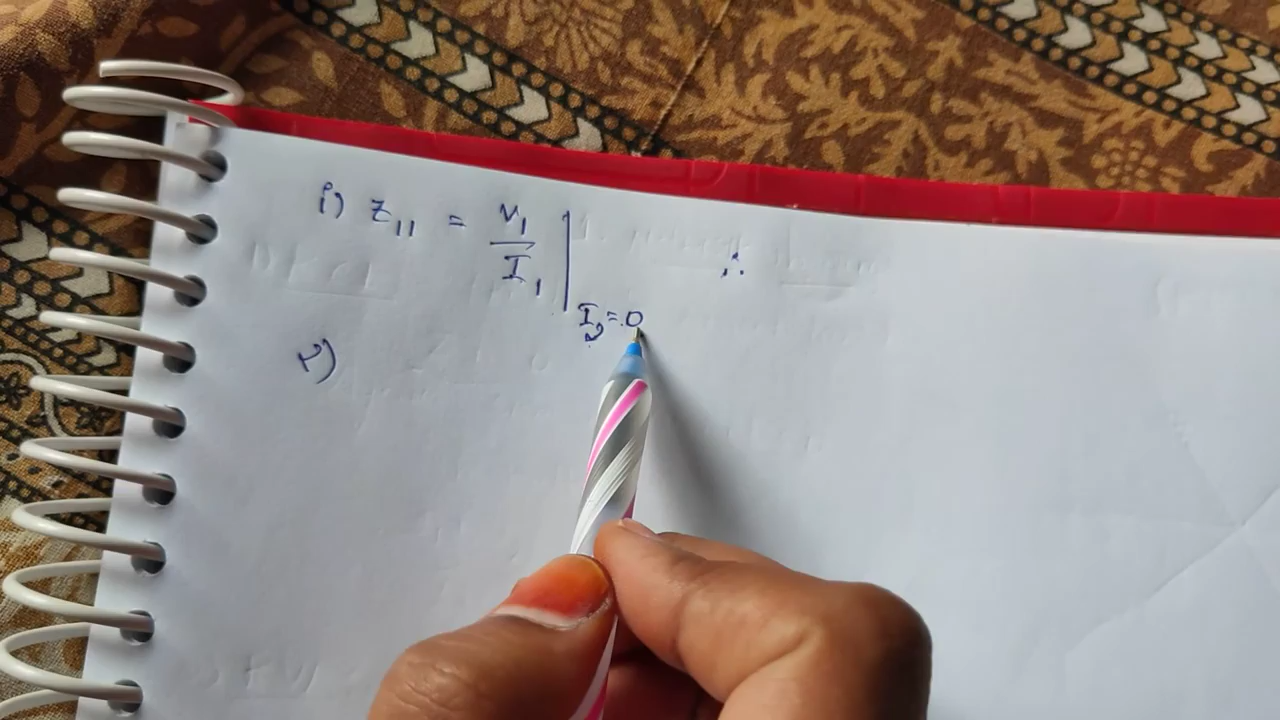 i) Z₁₁ = V₁/I₁ |I₂=0 ∴
2)